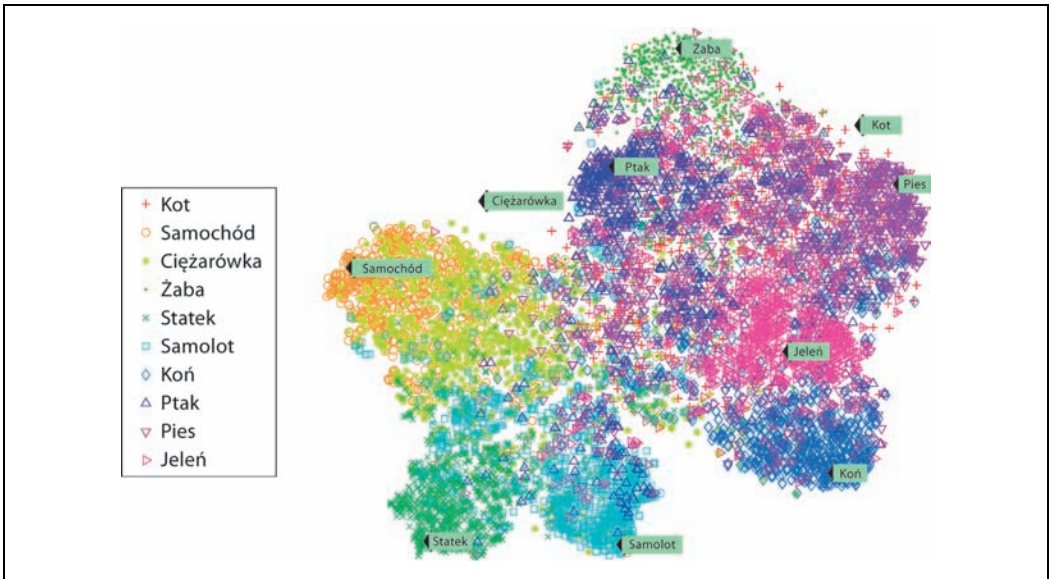 Kot
Samochód
Ciężarówka
Żaba
Statek
Samolot
Koń
Ptak
Pies
Jeleń
Żaba
Kot
Ptak
Pies
Ciężarówka
Samochód
Jeleń
Koń
Statek
Samolot